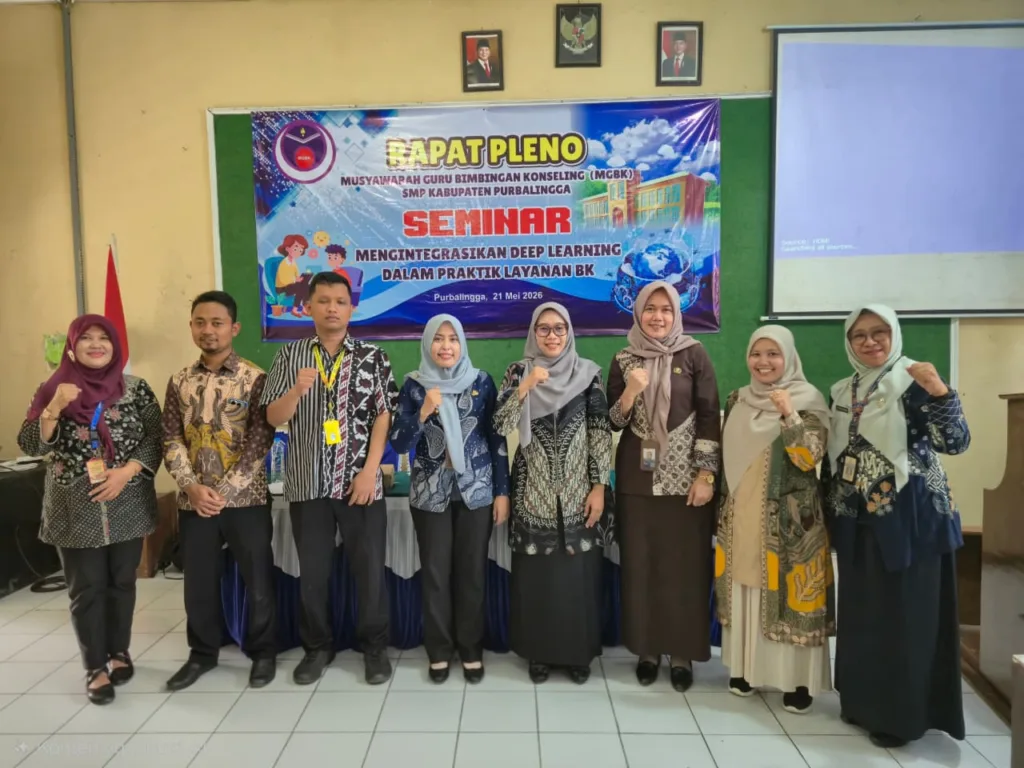 RAPAT PLENO
MUSYAWARAH GURU BIMBINGAN KONSELING (MGBK)
SMP KABUPATEN PURBALINGGA
SEMINAR
MENGINTEGRASIKAN DEEP LEARNING
DALAM PRAKTIK LAYANAN BK
Purbalingga, 21 Mei 2026